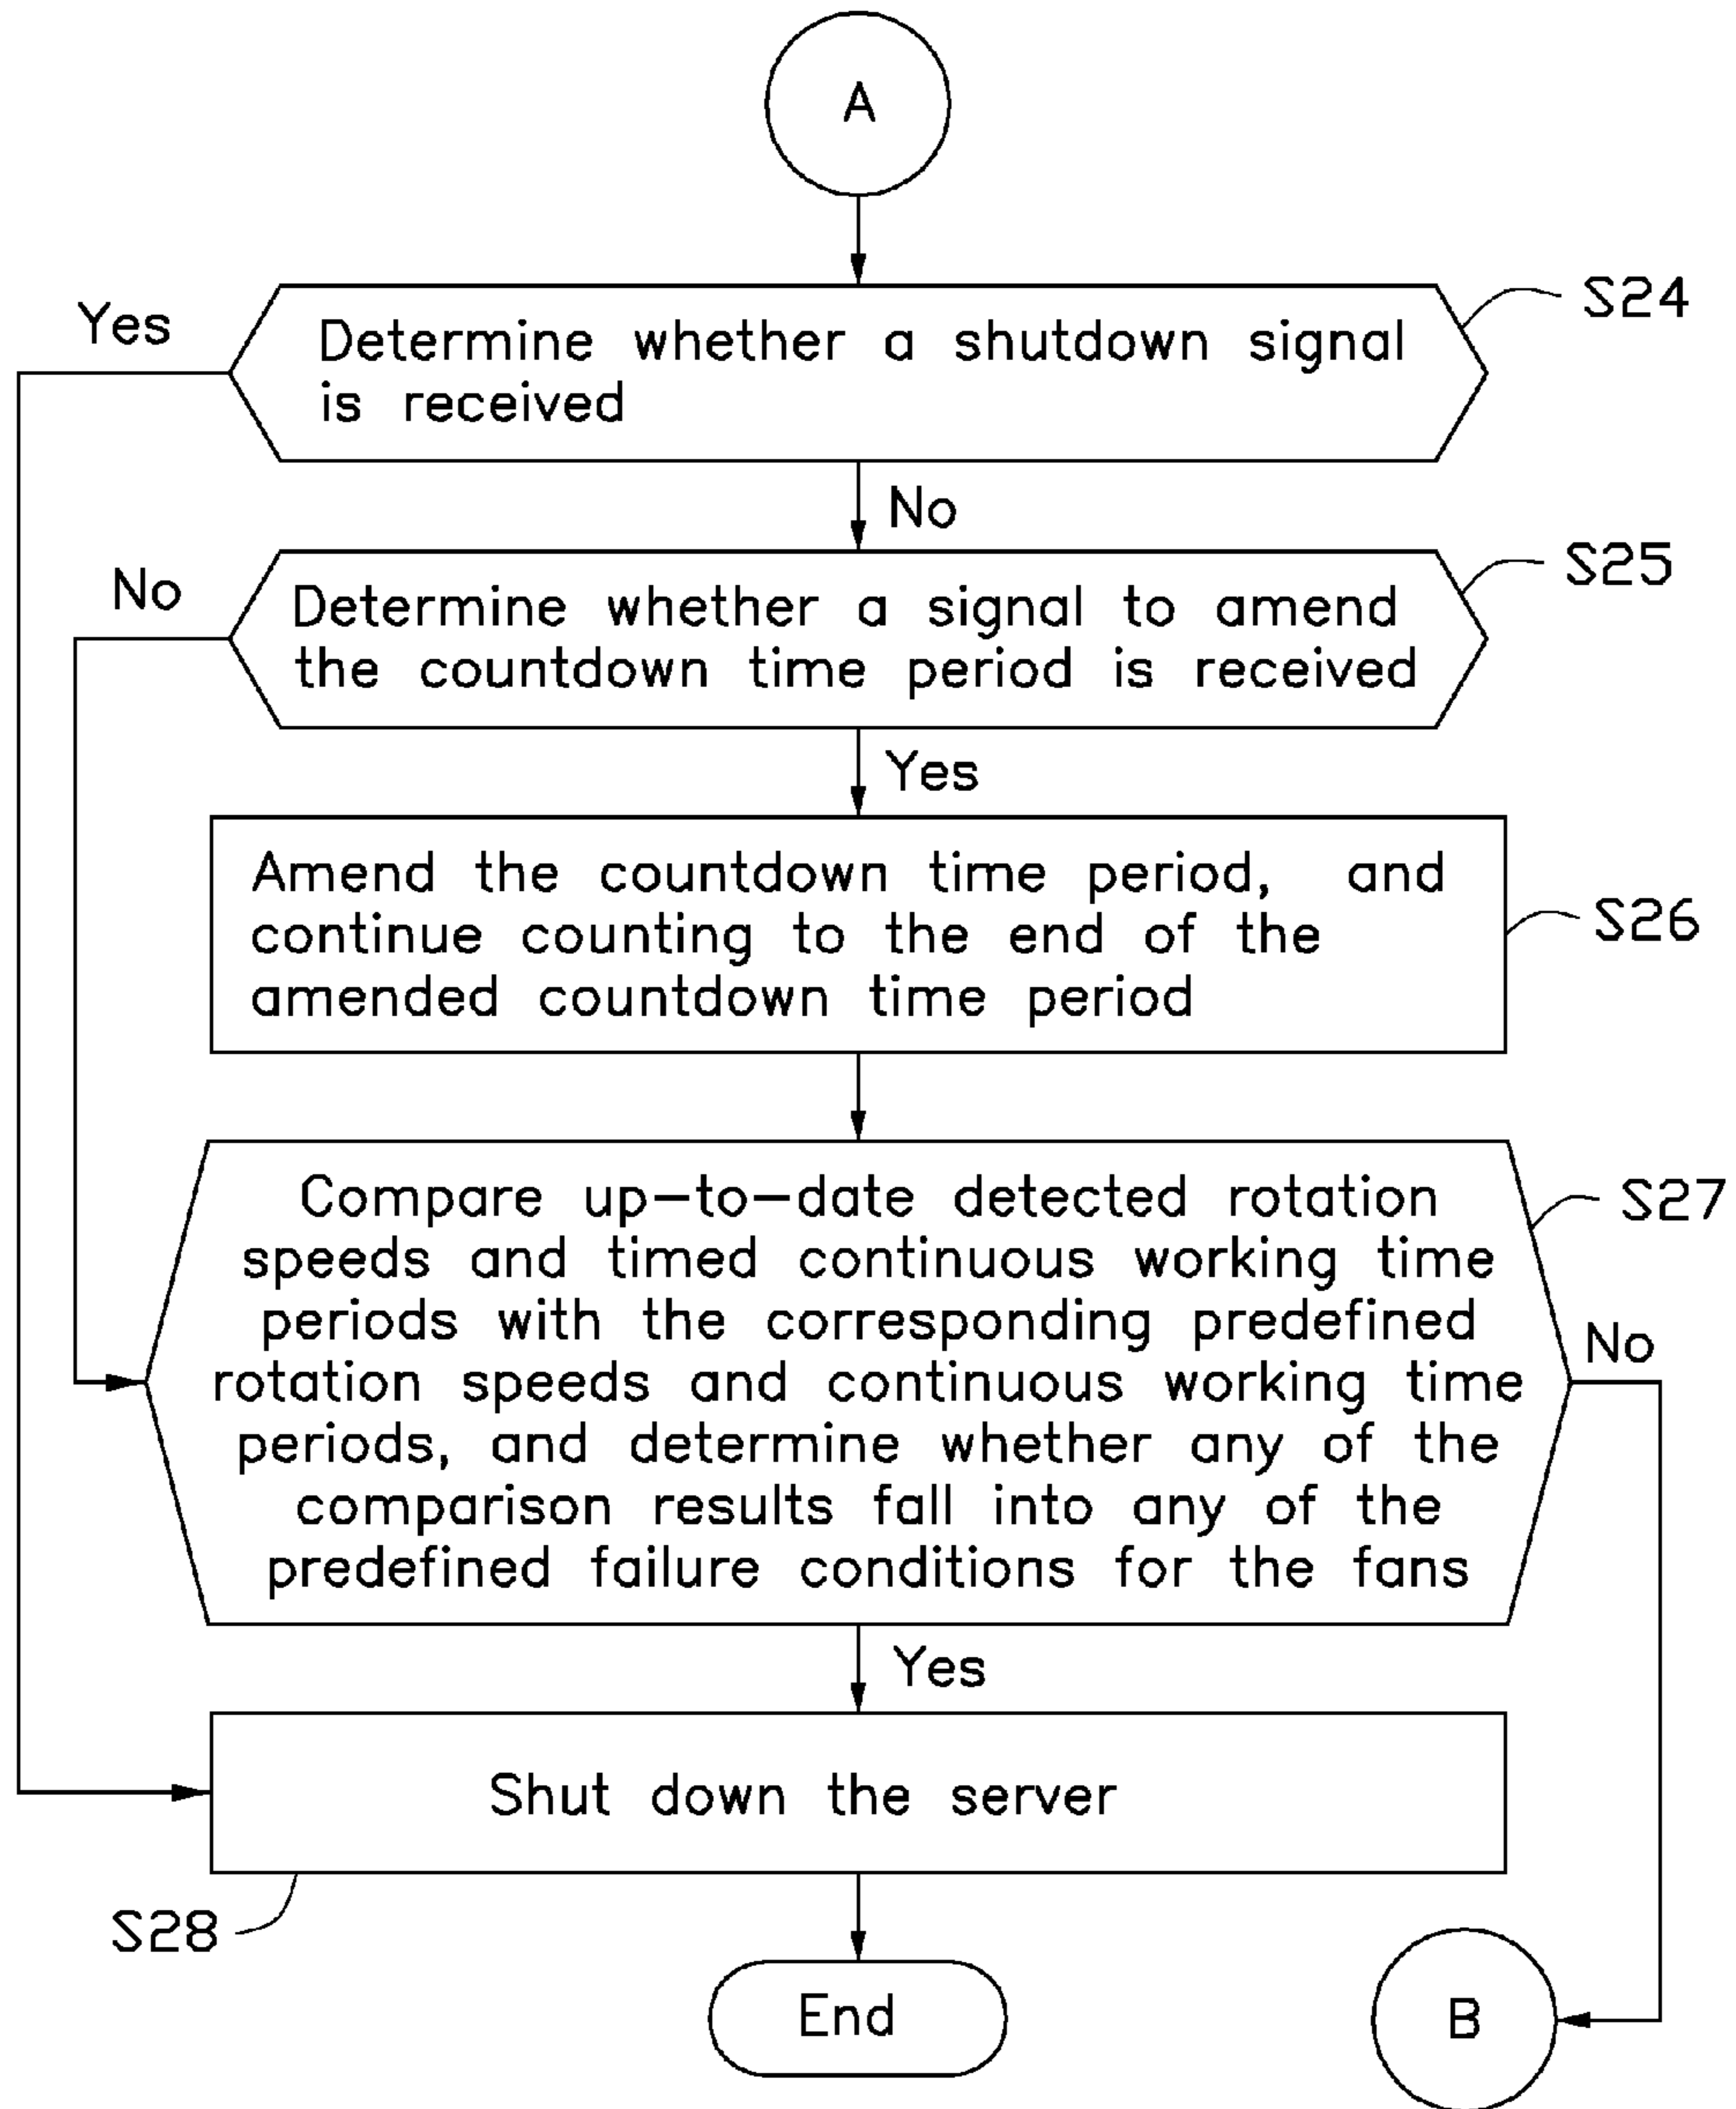 A
S24
Yes
Determine whether a shutdown signal
is received
No
S25
No
Determine whether a signal to amend
the countdown time period is received
Yes
Amend the countdown time period, and
continue counting to the end of the
amended countdown time period
S26
Compare up-to-date detected rotation
speeds and timed continuous working time
periods with the corresponding predefined
rotation speeds and continuous working time
periods, and determine whether any of the
comparison results fall into any of the
predefined failure conditions for the fans
S27
No
Yes
Shut down the server
S28
End
B